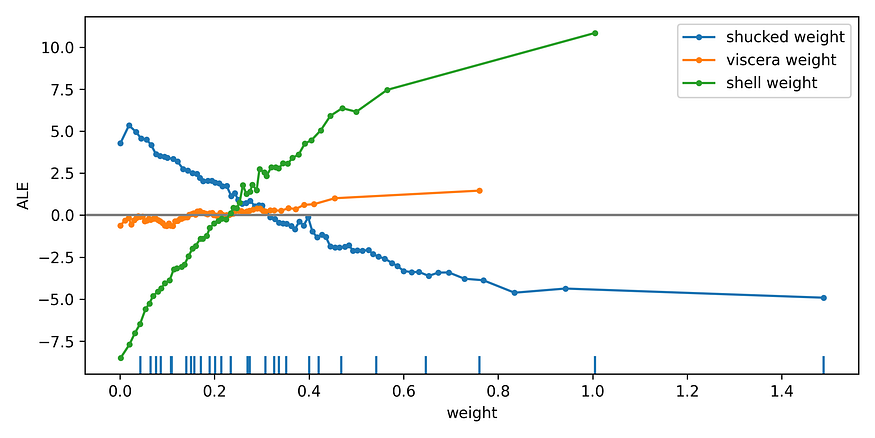 10.0
7.5
5.0
2.5
0.0
−2.5
−5.0
−7.5
ALE
shucked weight
viscera weight
shell weight
0.0 0.2 0.4 0.6 0.8 1.0 1.2 1.4
weight